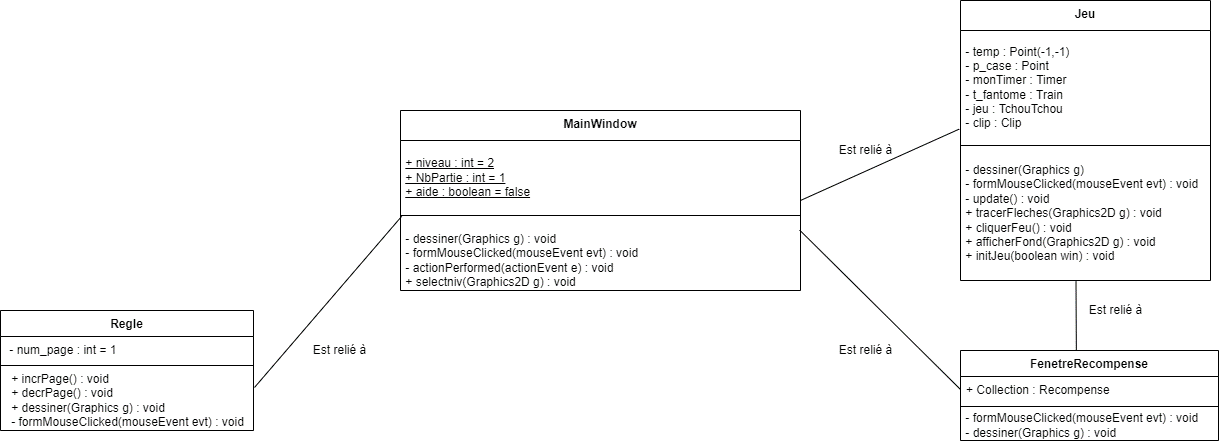 Jeu
- temp : Point(-1,-1)
- p_case : Point
- monTimer : Timer
- t_fantome : Train
- jeu : TchouTchou
- clip : Clip
- dessiner(Graphics g)
- formMouseClicked(mouseEvent evt) : void
- update() : void
+ tracerFleches(Graphics2D g) : void
+ cliquerFeu() : void
+ afficherFond(Graphics2D g) : void
+ initJeu(boolean win) : void
MainWindow
+ niveau : int = 2
+ NbPartie : int = 1
+ aide : boolean = false
- dessiner(Graphics g) : void
- formMouseClicked(mouseEvent evt) : void
- actionPerformed(actionEvent e) : void
+ selectniv(Graphics2D g) : void
Est relié à
Est relié à
Est relié à
Est relié à
Regle
- num_page : int = 1
+ incrPage() : void
+ decrPage() : void
+ dessiner(Graphics g) : void
- formMouseClicked(mouseEvent evt) : void
FenetreRecompense
+ Collection : Recompense
- formMouseClicked(mouseEvent evt) : void
- dessiner(Graphics g) : void